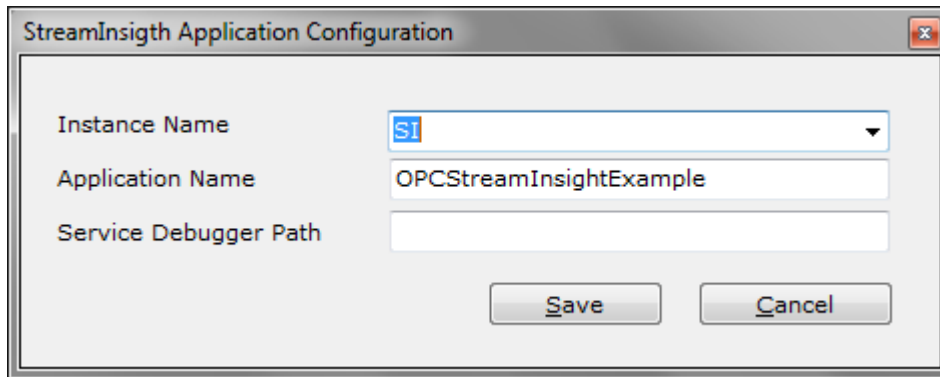 StreamInsigth Application Configuration
Instance Name SI
Application Name OPCStreamInsightExample
Service Debugger Path
Save Cancel